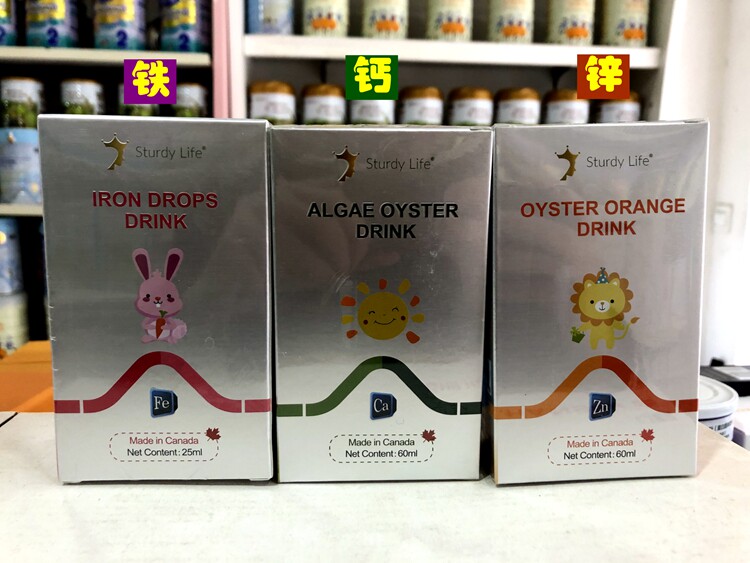 铁
钙
锌
Sturdy Life®
IRON DROPS
DRINK
Fe
Made in Canada
Net Content: 25ml
Sturdy Life®
ALGAE OYSTER
DRINK
Ca
Made in Canada
Net Content: 60ml
Sturdy Life®
OYSTER ORANGE
DRINK
Zn
Made in Canada
Net Content: 60ml
2
2